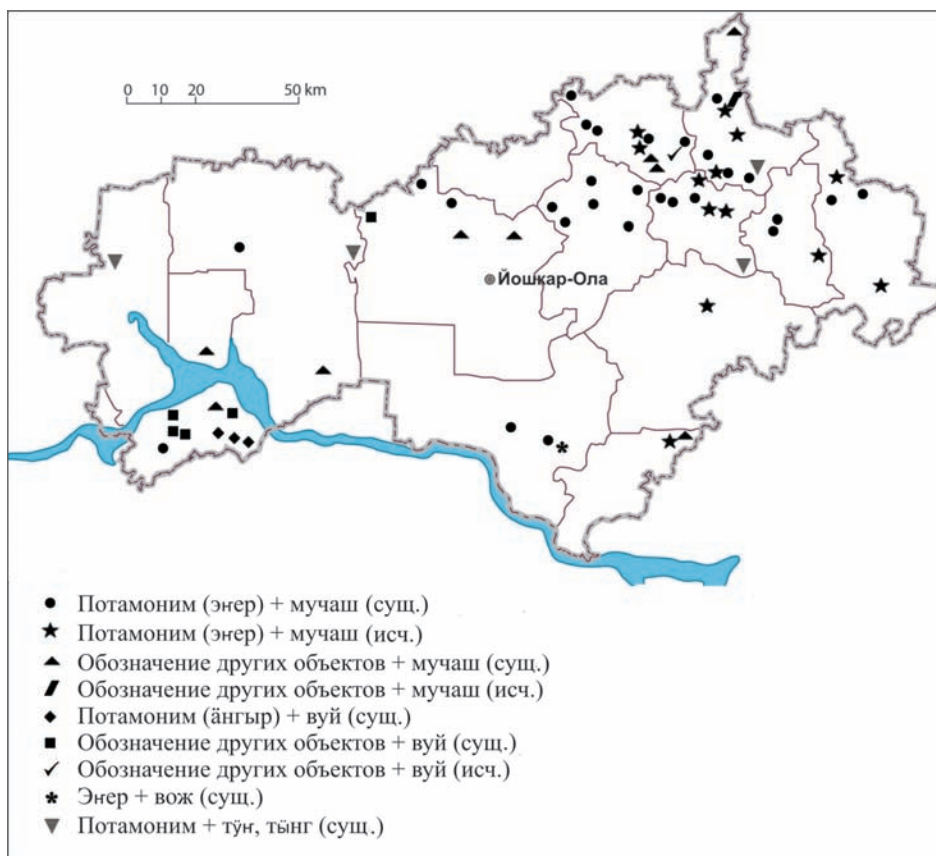 0 10 20 50 km
Йошкар-Ола
Потамоним (эҥер) + мучаш (сущ.)
Потамоним (эҥер) + мучаш (исч.)
Обозначение других объектов + мучаш (сущ.)
Обозначение других объектов + мучаш (исч.)
Потамоним (ӓнгыр) + вуй (сущ.)
Обозначение других объектов + вуй (сущ.)
Обозначение других объектов + вуй (исч.)
Эҥер + вож (сущ.)
Потамоним + тӱҥ, тӹнг (сущ.)